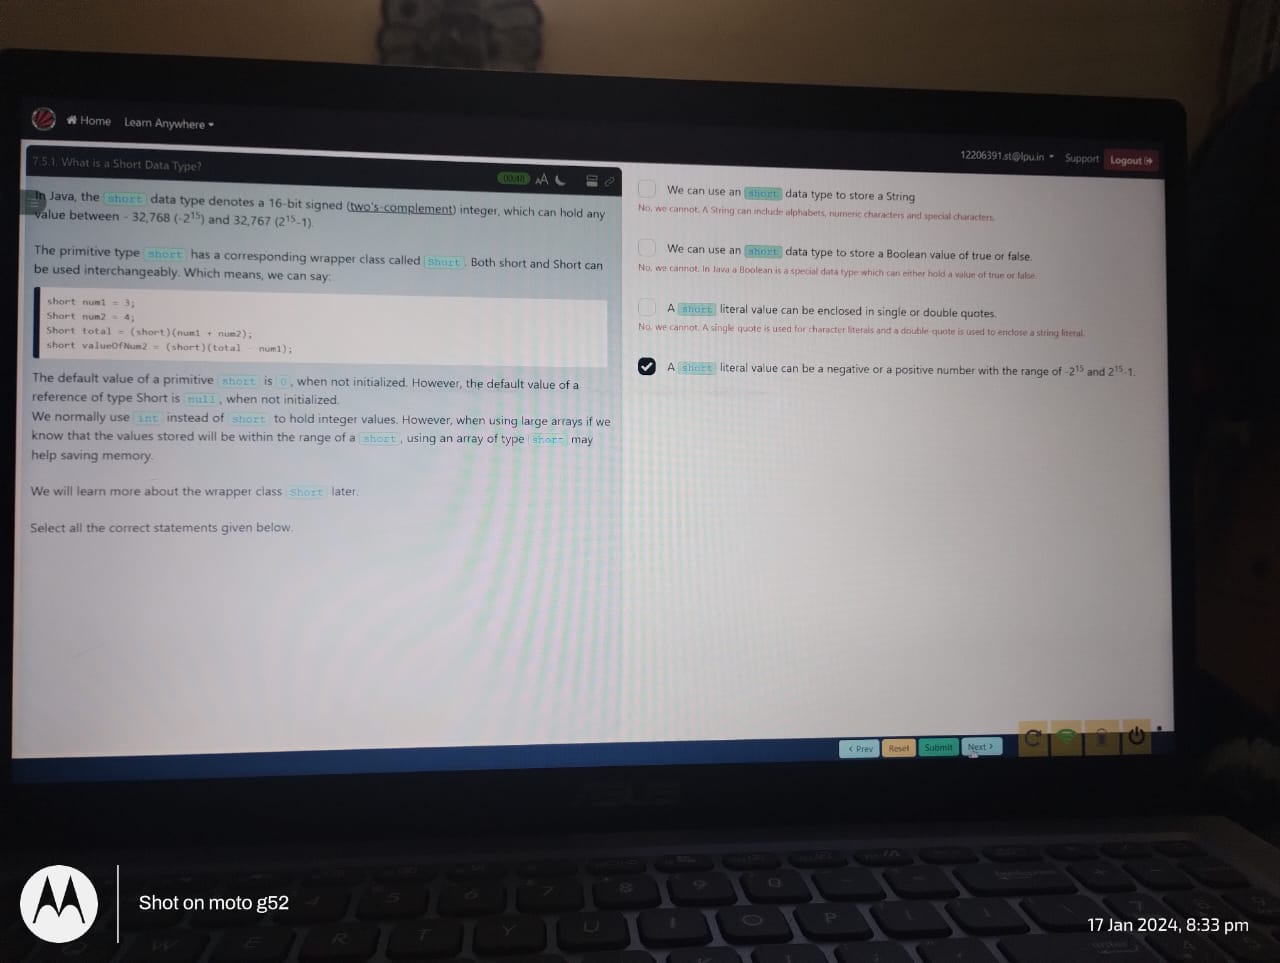 Home Learn Anywhere
12206391.st@lpu.in Support Logout
7.5.1. What is a Short Data Type?
00:48 AA
In Java, the short data type denotes a 16-bit signed (two's-complement) integer, which can hold any
value between - 32,768 (-2¹⁵) and 32,767 (2¹⁵-1).
The primitive type short has a corresponding wrapper class called Short. Both short and Short can
be used interchangeably. Which means, we can say:
short num1 = 3;
Short num2 = 4;
Short total = (short)(num1 + num2);
short valueOfNum2 = (short)(total - num1);
The default value of a primitive short is 0, when not initialized. However, the default value of a
reference of type Short is null, when not initialized.
We normally use int instead of short to hold integer values. However, when using large arrays if we
know that the values stored will be within the range of a short, using an array of type short may
help saving memory.
We will learn more about the wrapper class Short later.
Select all the correct statements given below.
We can use an short data type to store a String
No, we cannot. A String can include alphabets, numeric characters and special characters.
We can use an short data type to store a Boolean value of true or false.
No, we cannot. In Java a Boolean is a special data type which can either hold a value of true or false.
A short literal value can be enclosed in single or double quotes.
No, we cannot. A single quote is used for character literals and a double quote is used to enclose a string literal.
A short literal value can be a negative or a positive number with the range of -2¹⁵ and 2¹⁵-1.
< Prev Reset Submit Next >
ASUS
5 6 7 8 9 0
W E R T Y U I O P
Shot on moto g52
17 Jan 2024, 8:33 pm